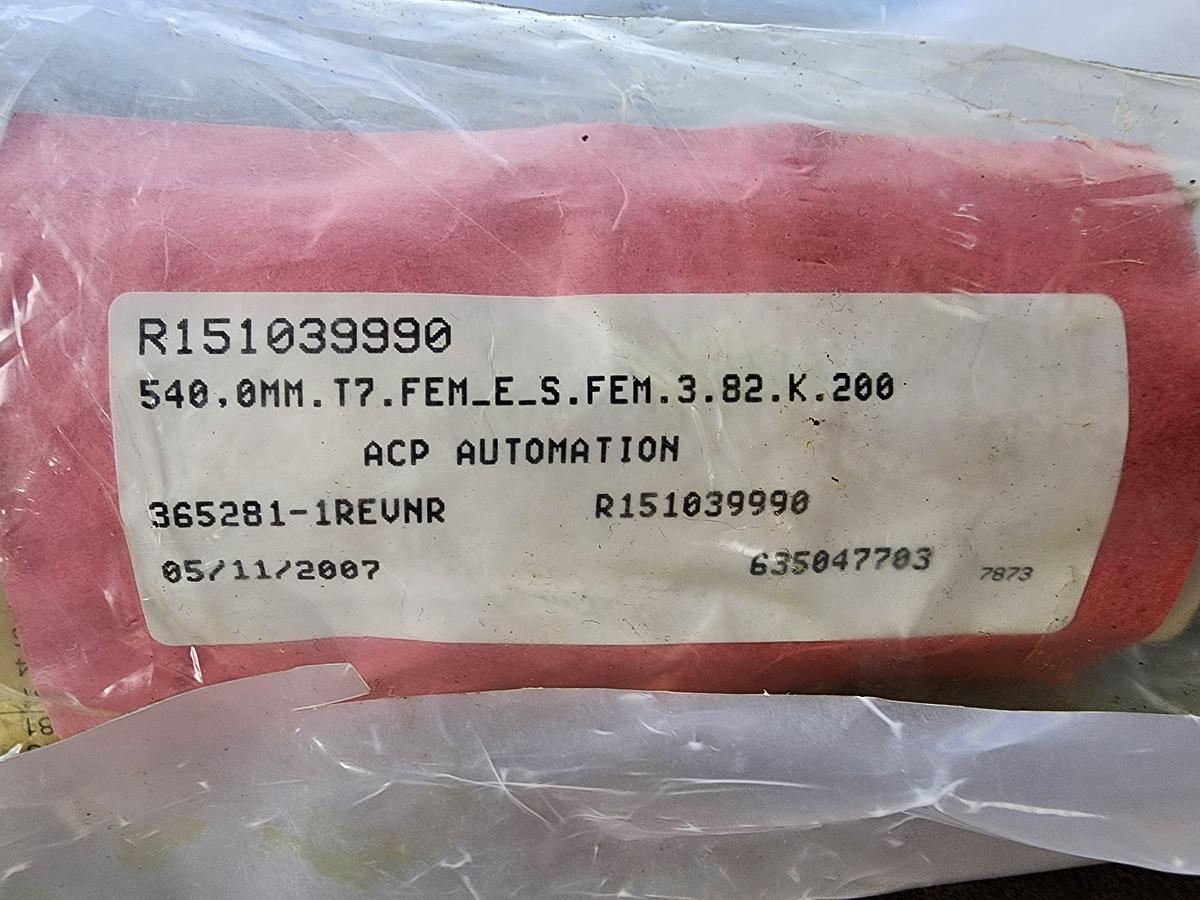 R151039990
540,0MM.T7.FEM_E_S.FEM.3.82.K.200
ACP AUTOMATION
365281-1REVNR R151039990
05/11/2007 635047703 7873